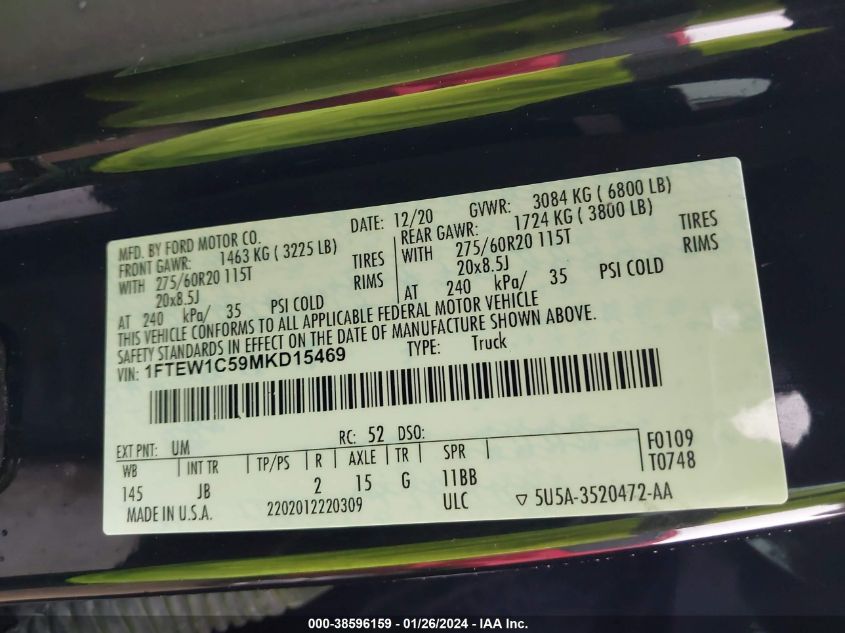 MFD. BY FORD MOTOR CO. DATE: 12/20 GVWR: 3084 KG ( 6800 LB)
FRONT GAWR: 1463 KG ( 3225 LB) REAR GAWR: 1724 KG ( 3800 LB)
WITH 275/60R20 115T TIRES WITH 275/60R20 115T TIRES
20x8.5J RIMS 20x8.5J RIMS
AT 240 kPa/ 35 PSI COLD AT 240 kPa/ 35 PSI COLD
THIS VEHICLE CONFORMS TO ALL APPLICABLE FEDERAL MOTOR VEHICLE
SAFETY STANDARDS IN EFFECT ON THE DATE OF MANUFACTURE SHOWN ABOVE.
VIN: 1FTEW1C59MKD15469 TYPE: Truck
EXT PNT: UM RC: 52 DSO: F0109
WB INT TR TP/PS R AXLE TR SPR T0748
145 JB 2 15 G 11BB
MADE IN U.S.A. 2202012220309 ULC ▽ 5U5A-3520472-AA
000-38596159 - 01/26/2024 - IAA Inc.